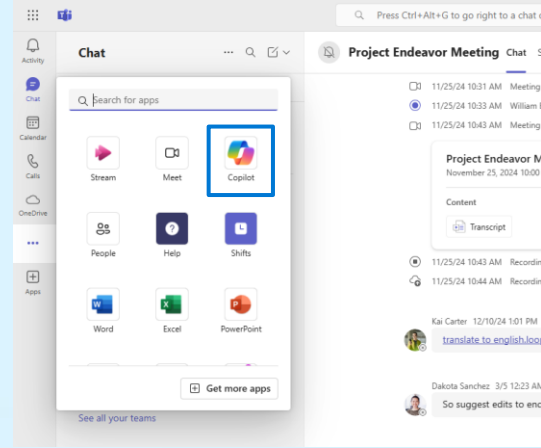 Press Ctrl+Alt+G to go right to a chat
Activity
Chat
Calendar
Calls
OneDrive
Apps
Chat
Search for apps
Stream Meet Copilot
People Help Shifts
Word Excel PowerPoint
Get more apps
See all your teams
Project Endeavor Meeting Chat S
11/25/24 10:31 AM Meeting
11/25/24 10:33 AM William
11/25/24 10:43 AM Meeting
Project Endeavor M
November 25, 2024 10:00
Content
Transcript
11/25/24 10:43 AM Recordin
11/25/24 10:44 AM Recordin
Kai Carter 12/10/24 1:01 PM
translate to english.loop
Dakota Sanchez 3/5 12:23 AM
So suggest edits to enc